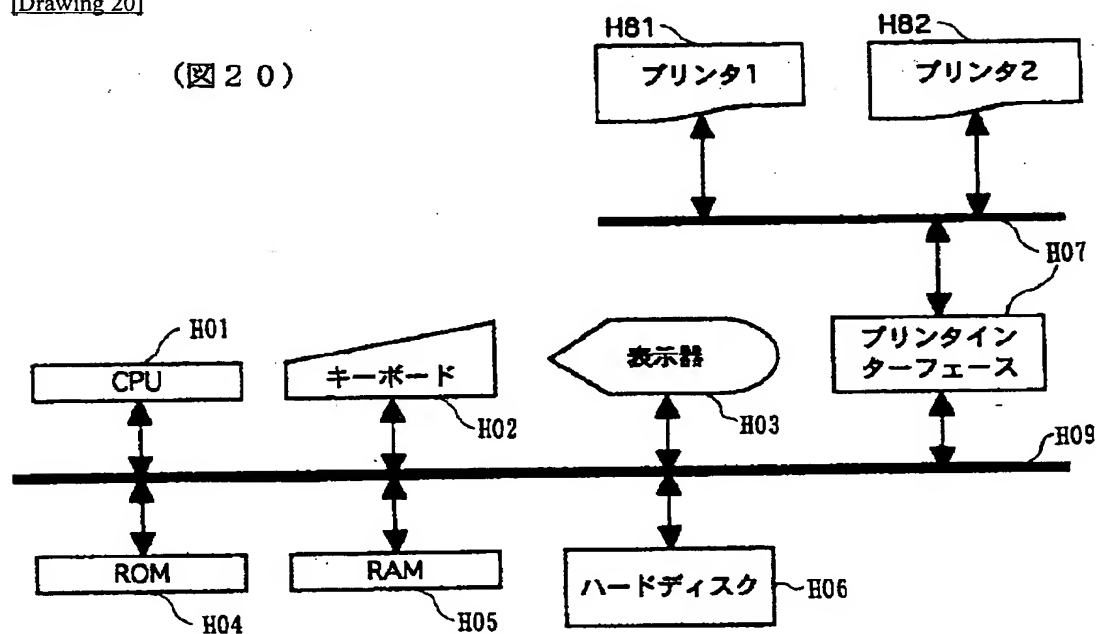 [Drawing 20]
(図20)
H81
プリンタ1
H82
プリンタ2
H07
プリンタイン
ターフェース
H01
CPU
キーボード
H02
表示器
H03
H09
ROM
H04
RAM
H05
ハードディスク
H06